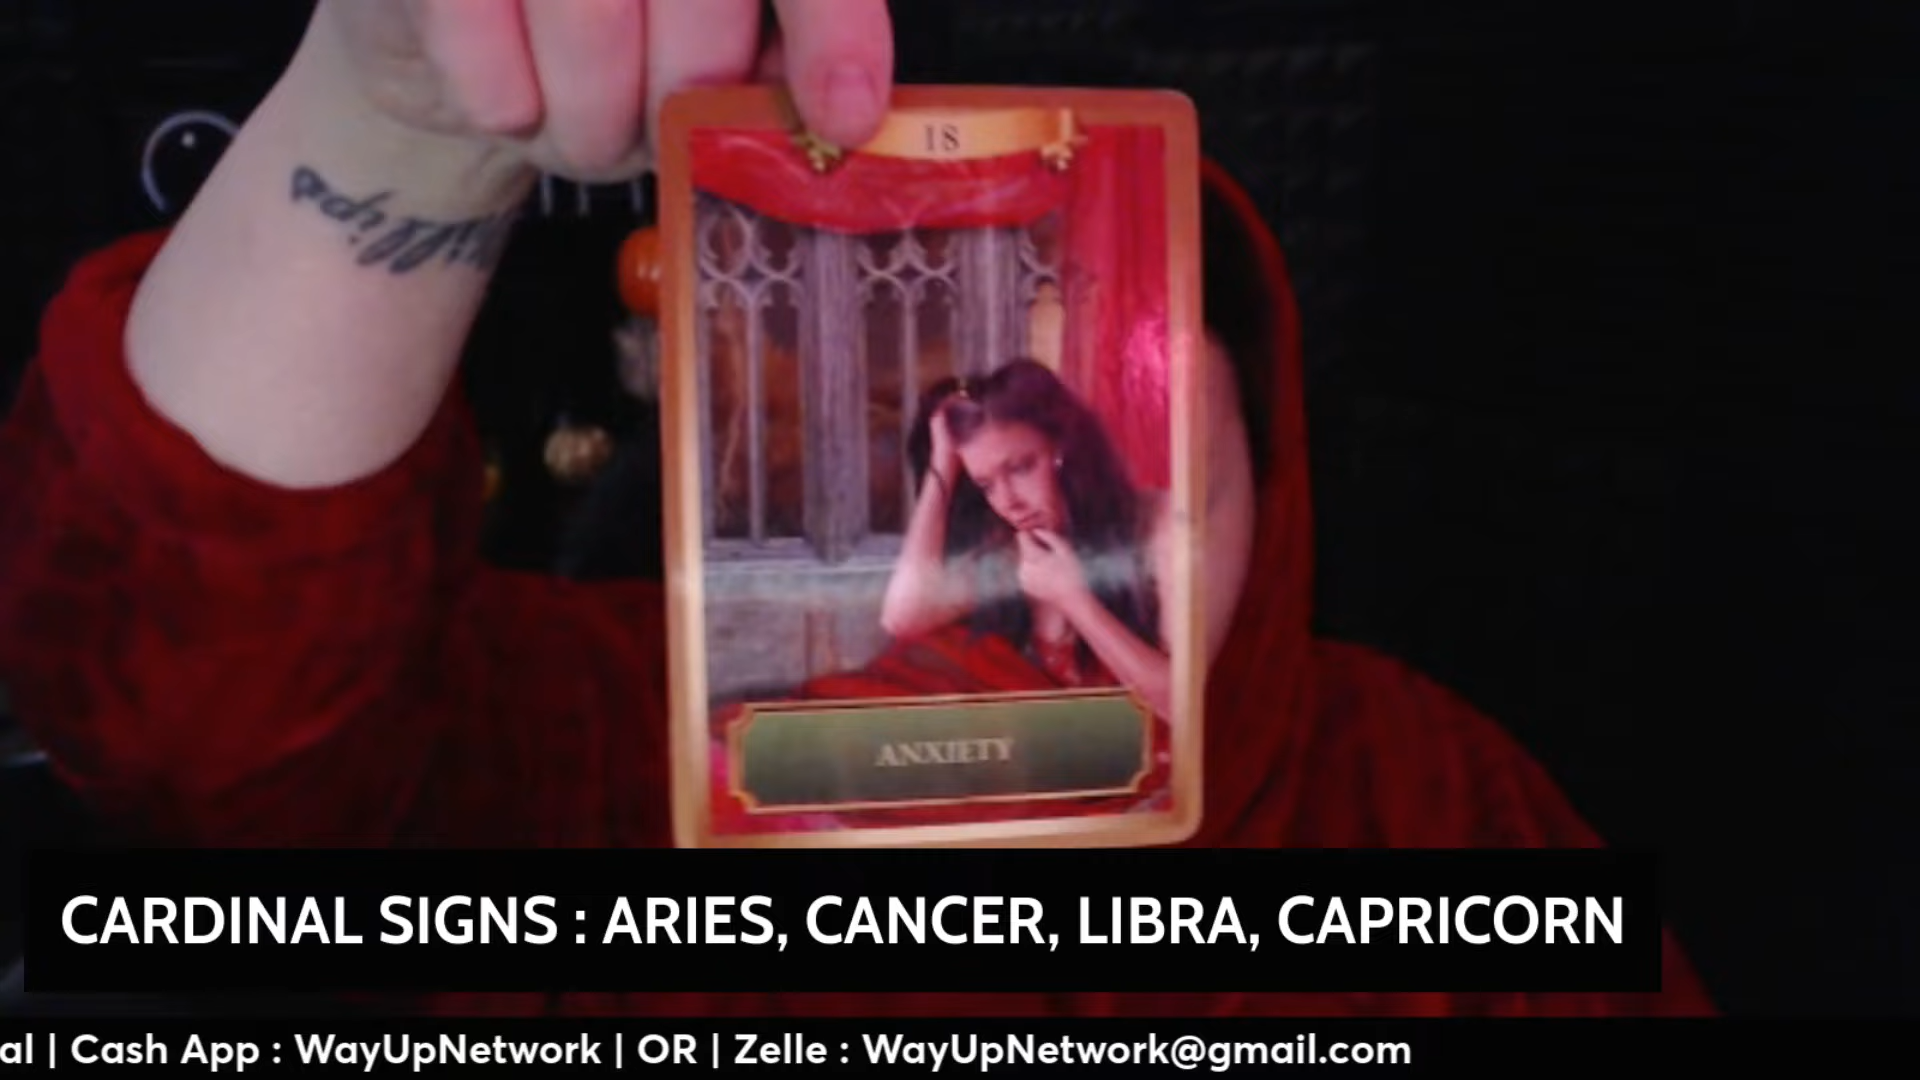 18
ANXIETY
CARDINAL SIGNS : ARIES, CANCER, LIBRA, CAPRICORN
al | Cash App : WayUpNetwork | OR | Zelle : WayUpNetwork@gmail.com